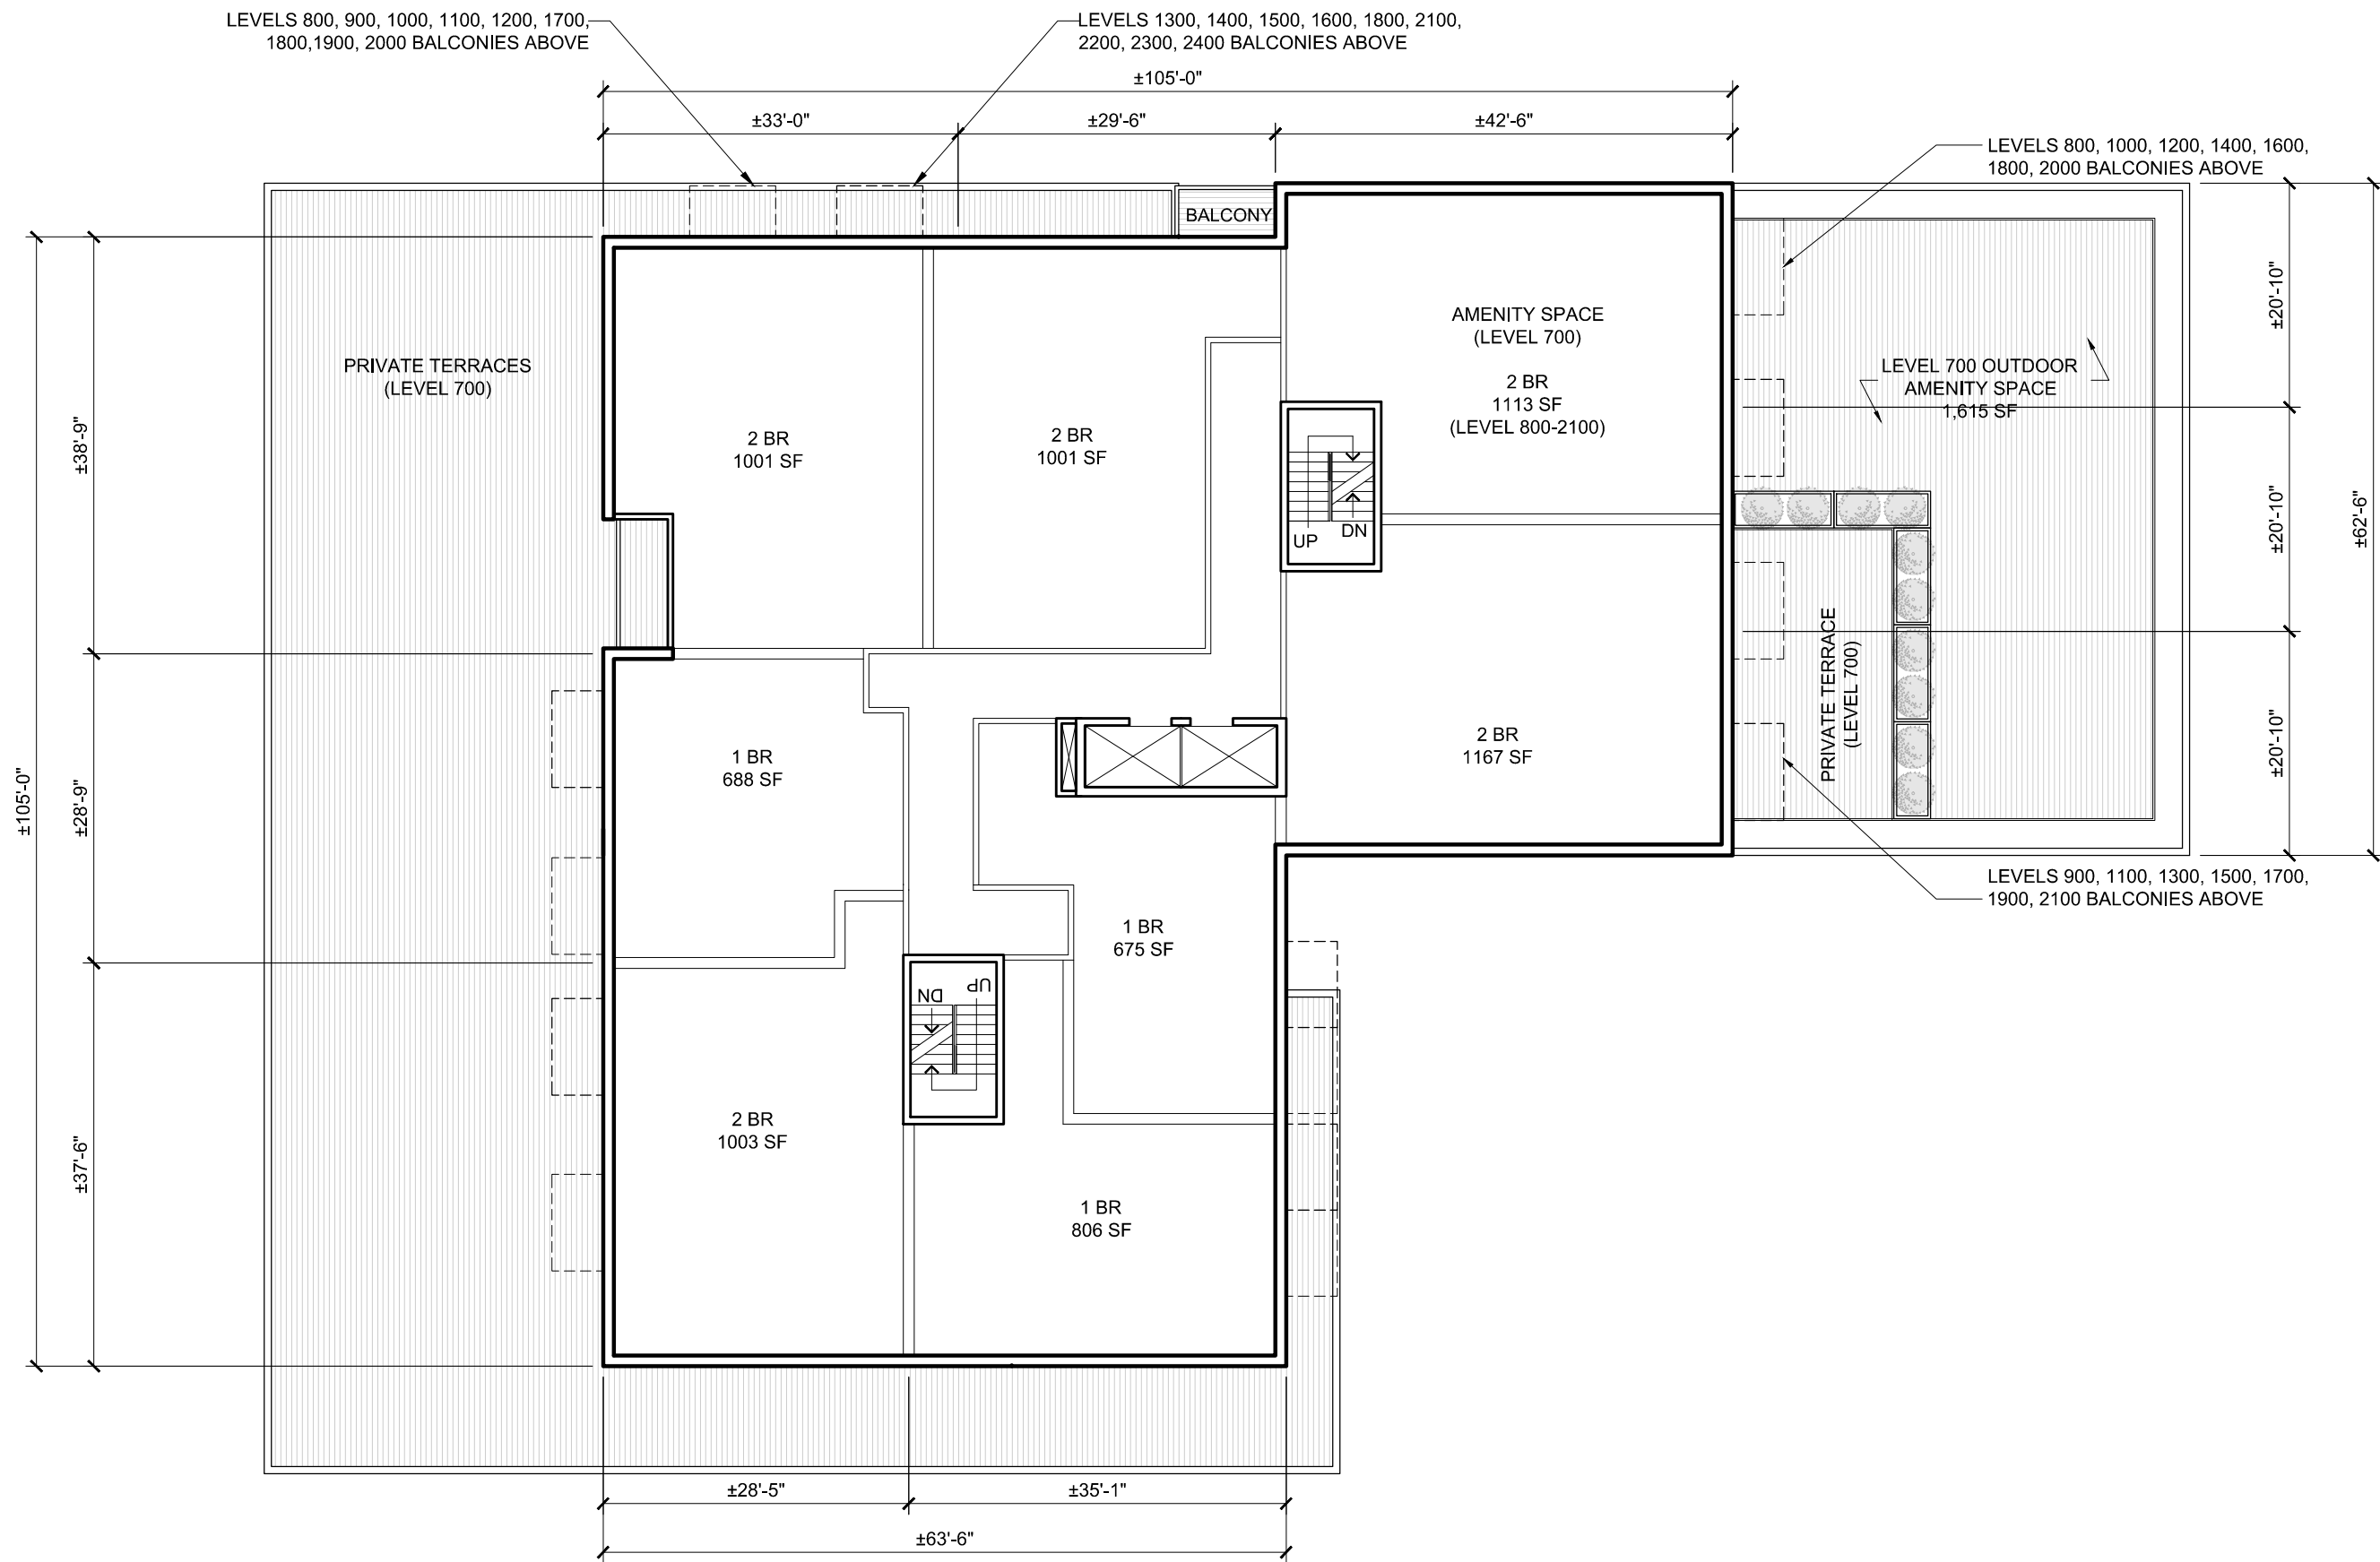 LEVELS 800, 900, 1000, 1100, 1200, 1700,
1800,1900, 2000 BALCONIES ABOVE
LEVELS 1300, 1400, 1500, 1600, 1800, 2100,
2200, 2300, 2400 BALCONIES ABOVE
±105'-0"
±33'-0"
±29'-6"
±42'-6"
LEVELS 800, 1000, 1200, 1400, 1600,
1800, 2000 BALCONIES ABOVE
BALCONY
PRIVATE TERRACES
(LEVEL 700)
AMENITY SPACE
(LEVEL 700)
2 BR
1113 SF
(LEVEL 800-2100)
LEVEL 700 OUTDOOR
AMENITY SPACE
1,615 SF
2 BR
1001 SF
2 BR
1001 SF
UP
DN
±20'-10"
±20'-10"
±20'-10"
±62'-6"
±38'-9"
±28'-9"
±37'-6"
±105'-0"
PRIVATE TERRACE
(LEVEL 700)
1 BR
688 SF
2 BR
1167 SF
LEVELS 900, 1100, 1300, 1500, 1700,
1900, 2100 BALCONIES ABOVE
1 BR
675 SF
DN
UP
2 BR
1003 SF
1 BR
806 SF
±28'-5"
±35'-1"
±63'-6"